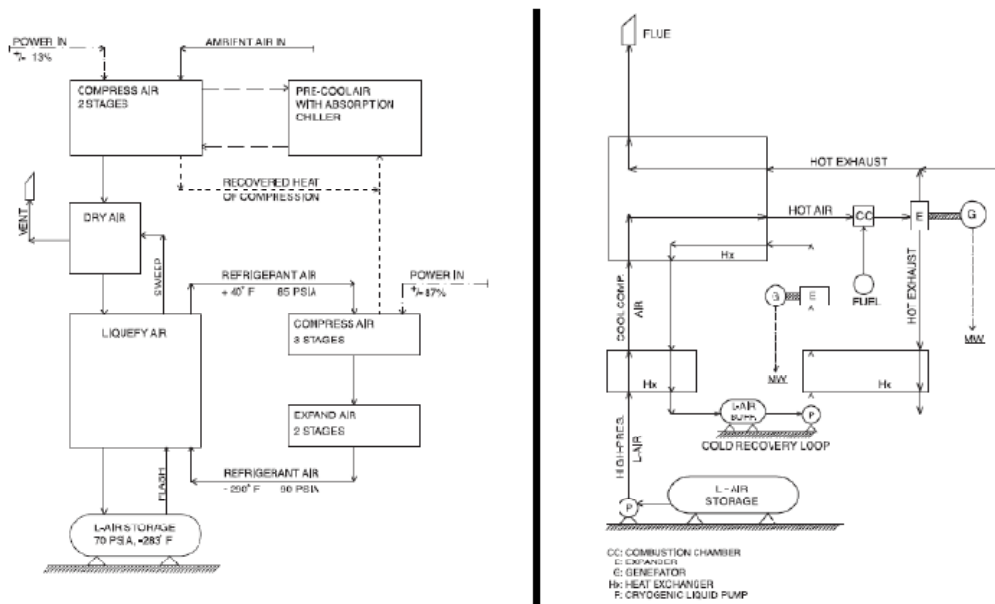 POWER IN
+/- 13%
AMBIENT AIR IN
COMPRESS AIR
2 STAGES
PRE-COOL AIR
WITH ABSORPTION
CHILLER
RECOVERED HEAT
OF COMPRESSION
VENT
DRY AIR
SWEEP
REFRIGERANT AIR
+ 40° F 85 PSIA
POWER IN
+/- 87%
LIQUEFY AIR
COMPRESS AIR
3 STAGES
EXPAND AIR
2 STAGES
REFRIGERANT AIR
- 290° F 90 PSIA
FLASH
L-AIR STORAGE
70 PSIA, -283° F
FLUE
HOT EXHAUST
HOT AIR
CC
E
G
Hx
FUEL
HOT EXHAUST
MW
COOL COMP.
AIR
G
E
MW
Hx
Hx
L-AIR
BUFF.
P
COLD RECOVERY LOOP
HIGH-PRES.
L-AIR
P
L - AIR
STORAGE
CC: COMBUSTION CHAMBER
E: EXPANDER
G: GENERATOR
Hx: HEAT EXCHANGER
P: CRYOGENIC LIQUID PUMP